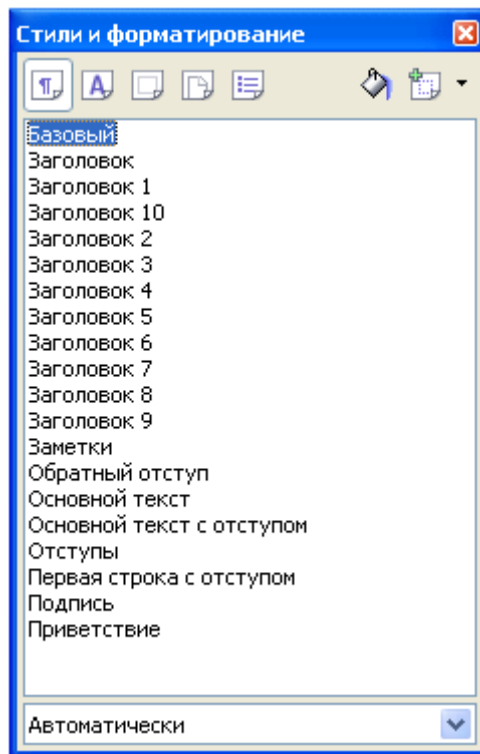 Стили и форматирование
Базовый
Заголовок
Заголовок 1
Заголовок 10
Заголовок 2
Заголовок 3
Заголовок 4
Заголовок 5
Заголовок 6
Заголовок 7
Заголовок 8
Заголовок 9
Заметки
Обратный отступ
Основной текст
Основной текст с отступом
Отступы
Первая строка с отступом
Подпись
Приветствие
Автоматически